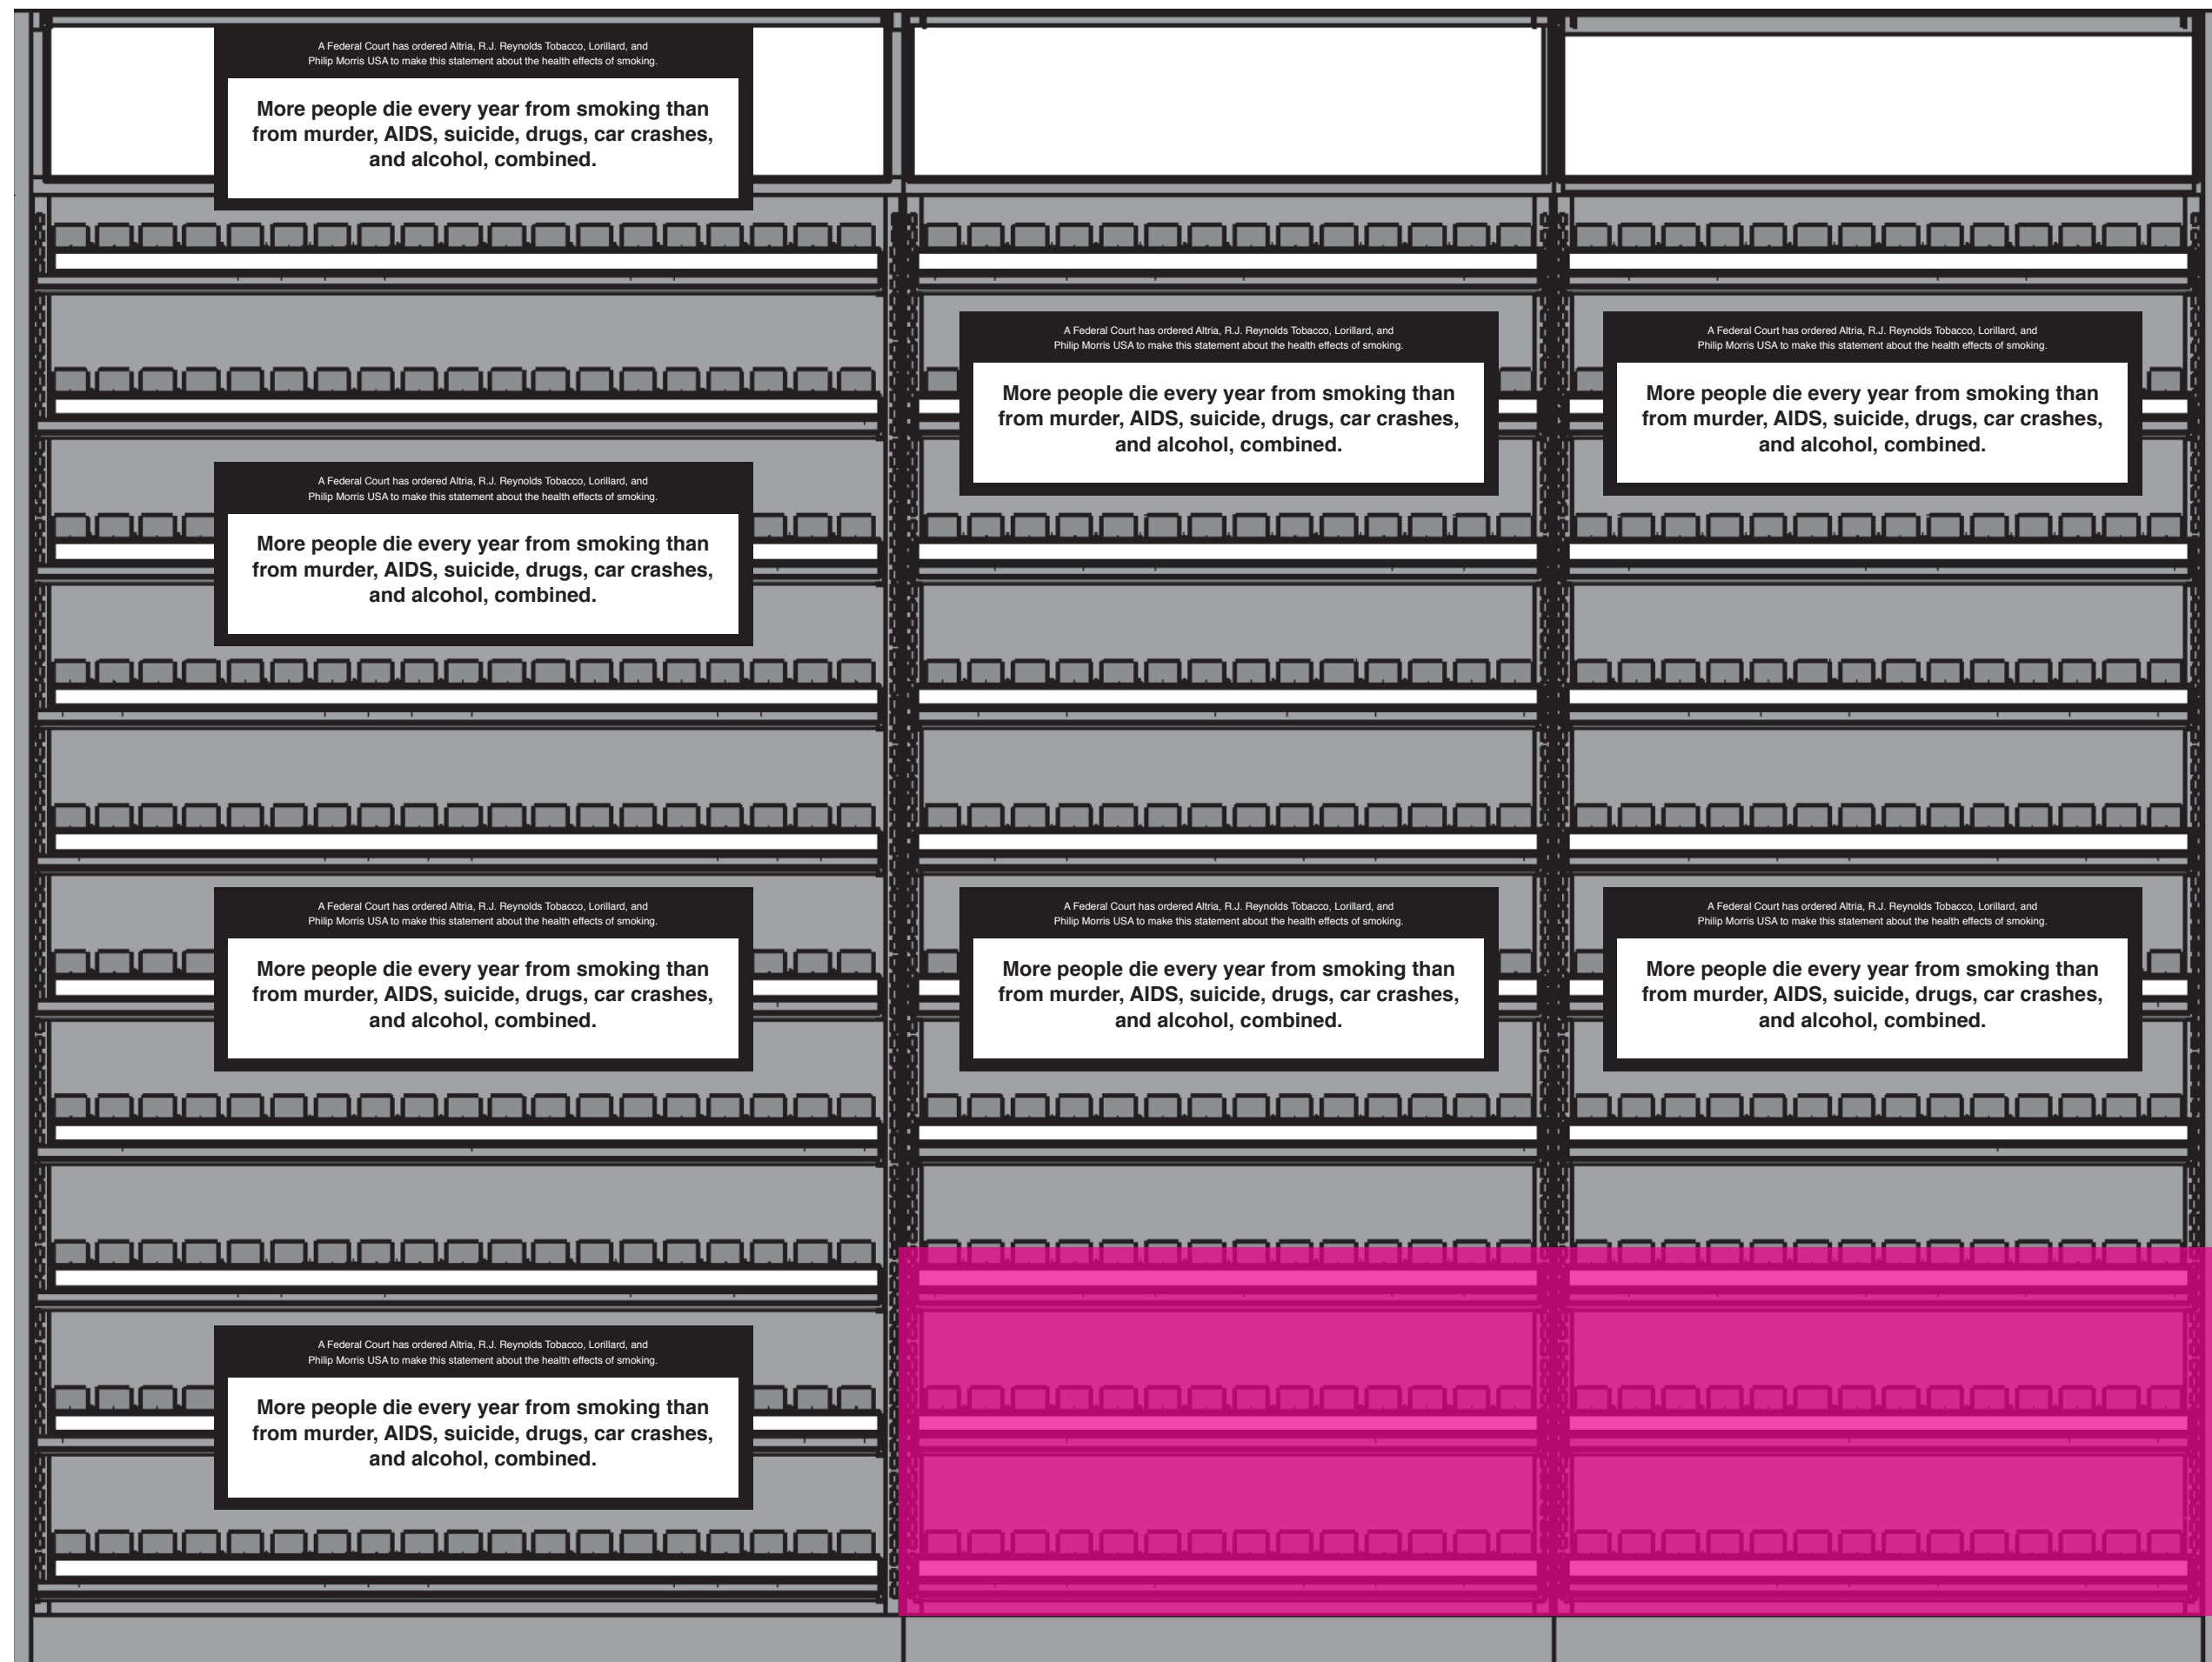 A Federal Court has ordered Altria, R.J. Reynolds Tobacco, Lorillard, and
Philip Morris USA to make this statement about the health effects of smoking.
More people die every year from smoking than
from murder, AIDS, suicide, drugs, car crashes,
and alcohol, combined.
A Federal Court has ordered Altria, R.J. Reynolds Tobacco, Lorillard, and
Philip Morris USA to make this statement about the health effects of smoking.
More people die every year from smoking than
from murder, AIDS, suicide, drugs, car crashes,
and alcohol, combined.
A Federal Court has ordered Altria, R.J. Reynolds Tobacco, Lorillard, and
Philip Morris USA to make this statement about the health effects of smoking.
More people die every year from smoking than
from murder, AIDS, suicide, drugs, car crashes,
and alcohol, combined.
A Federal Court has ordered Altria, R.J. Reynolds Tobacco, Lorillard, and
Philip Morris USA to make this statement about the health effects of smoking.
More people die every year from smoking than
from murder, AIDS, suicide, drugs, car crashes,
and alcohol, combined.
A Federal Court has ordered Altria, R.J. Reynolds Tobacco, Lorillard, and
Philip Morris USA to make this statement about the health effects of smoking.
More people die every year from smoking than
from murder, AIDS, suicide, drugs, car crashes,
and alcohol, combined.
A Federal Court has ordered Altria, R.J. Reynolds Tobacco, Lorillard, and
Philip Morris USA to make this statement about the health effects of smoking.
More people die every year from smoking than
from murder, AIDS, suicide, drugs, car crashes,
and alcohol, combined.
A Federal Court has ordered Altria, R.J. Reynolds Tobacco, Lorillard, and
Philip Morris USA to make this statement about the health effects of smoking.
More people die every year from smoking than
from murder, AIDS, suicide, drugs, car crashes,
and alcohol, combined.
A Federal Court has ordered Altria, R.J. Reynolds Tobacco, Lorillard, and
Philip Morris USA to make this statement about the health effects of smoking.
More people die every year from smoking than
from murder, AIDS, suicide, drugs, car crashes,
and alcohol, combined.